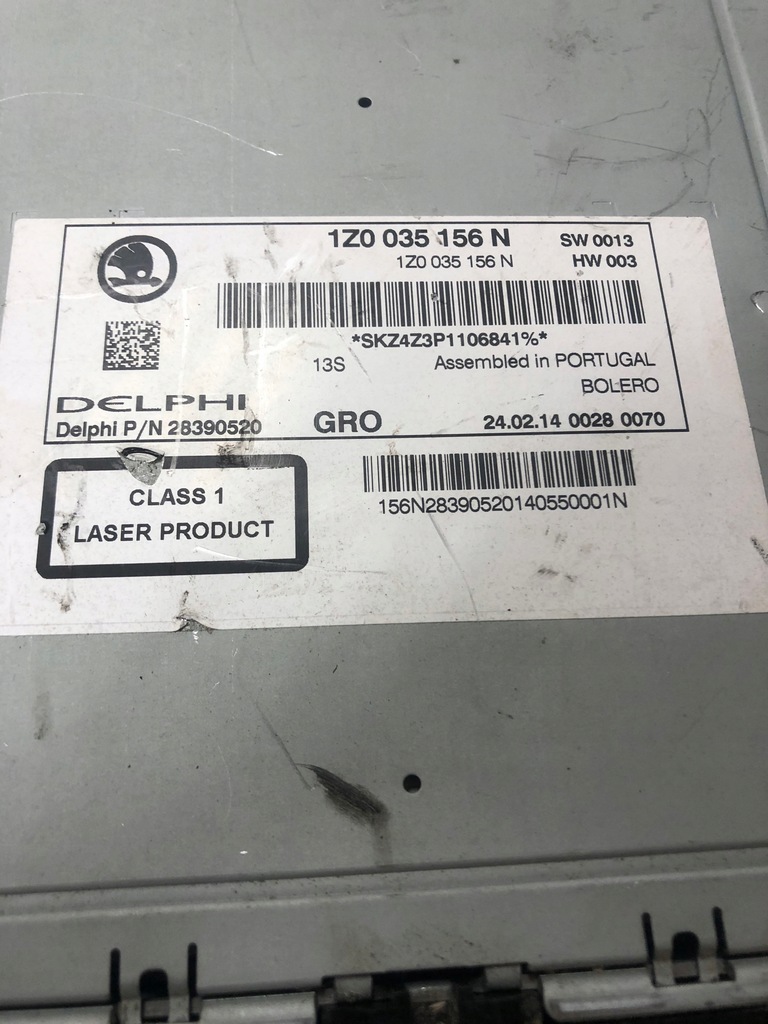 1Z0 035 156 N SW 0013
1Z0 035 156 N HW 003
*SKZ4Z3P1106841%*
13S Assembled in PORTUGAL
BOLERO
DELPHI
Delphi P/N 28390520 GRO 24.02.14 0028 0070
CLASS 1
LASER PRODUCT
156N28390520140550001N